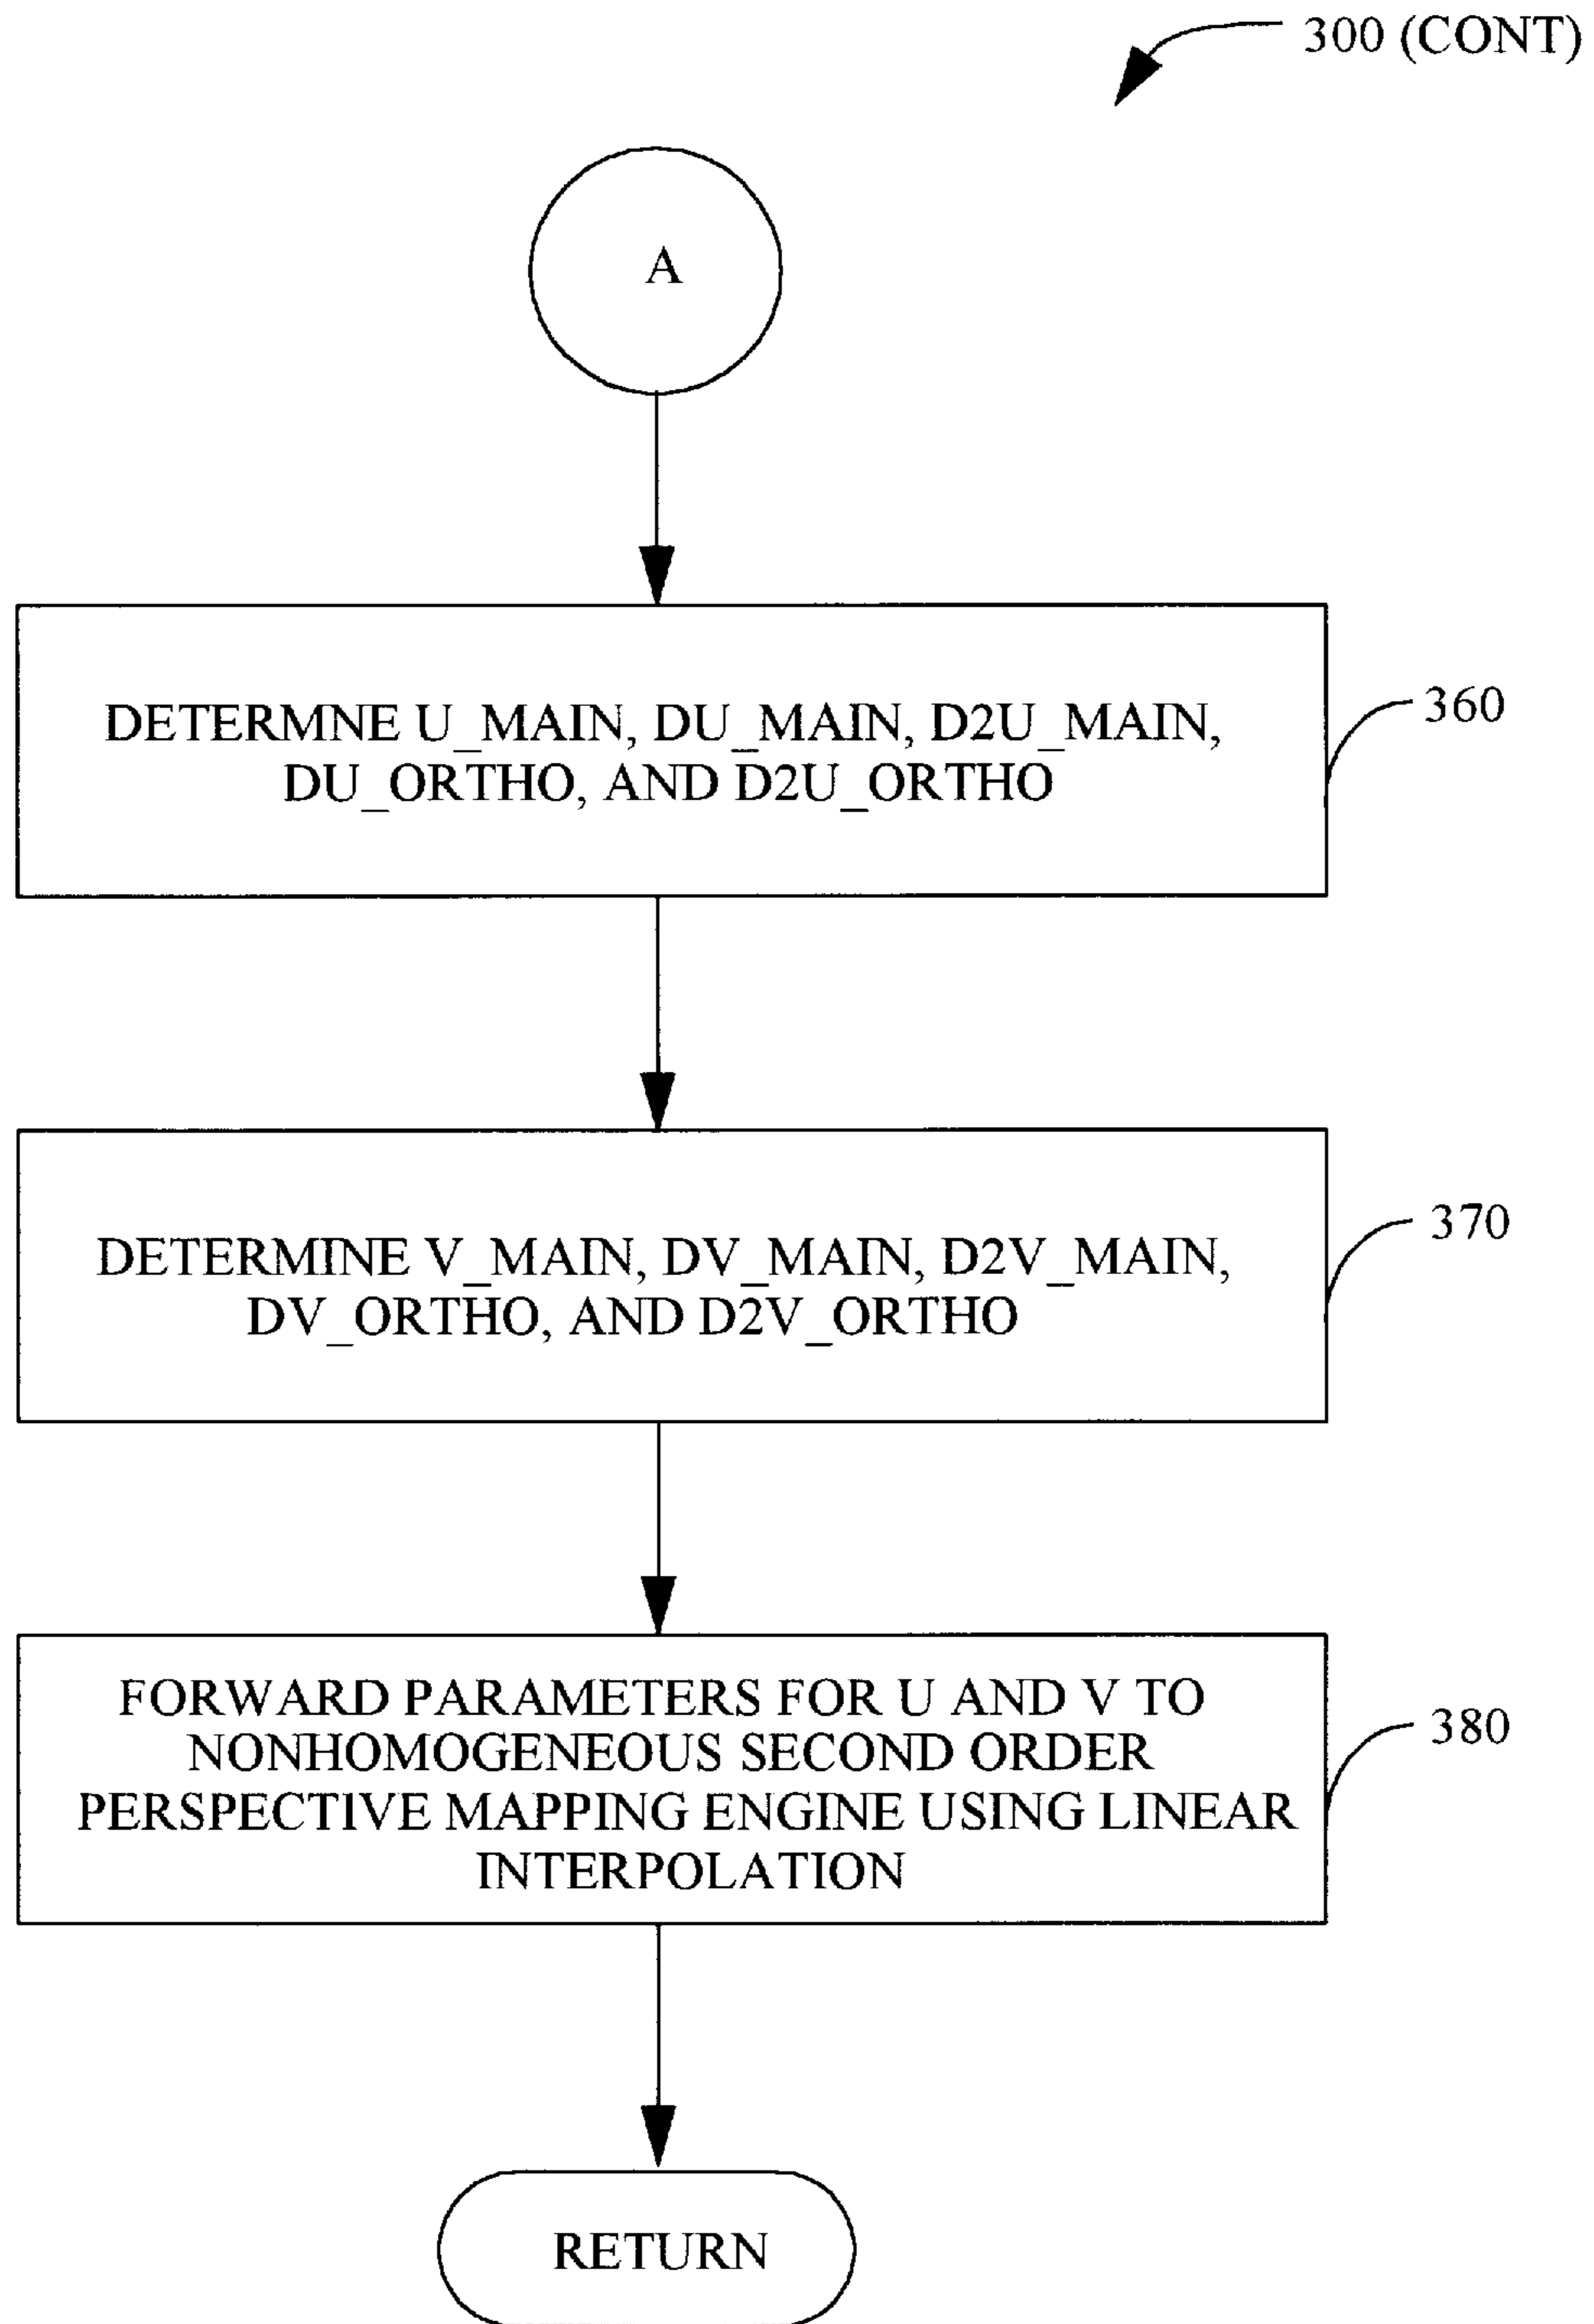 300 (CONT)
A
DETERMNE U_MAIN, DU_MAIN, D2U_MAIN,
DU_ORTHO, AND D2U_ORTHO
360
DETERMINE V_MAIN, DV_MAIN, D2V_MAIN,
DV_ORTHO, AND D2V_ORTHO
370
FORWARD PARAMETERS FOR U AND V TO
NONHOMOGENEOUS SECOND ORDER
PERSPECTIVE MAPPING ENGINE USING LINEAR
INTERPOLATION
380
RETURN